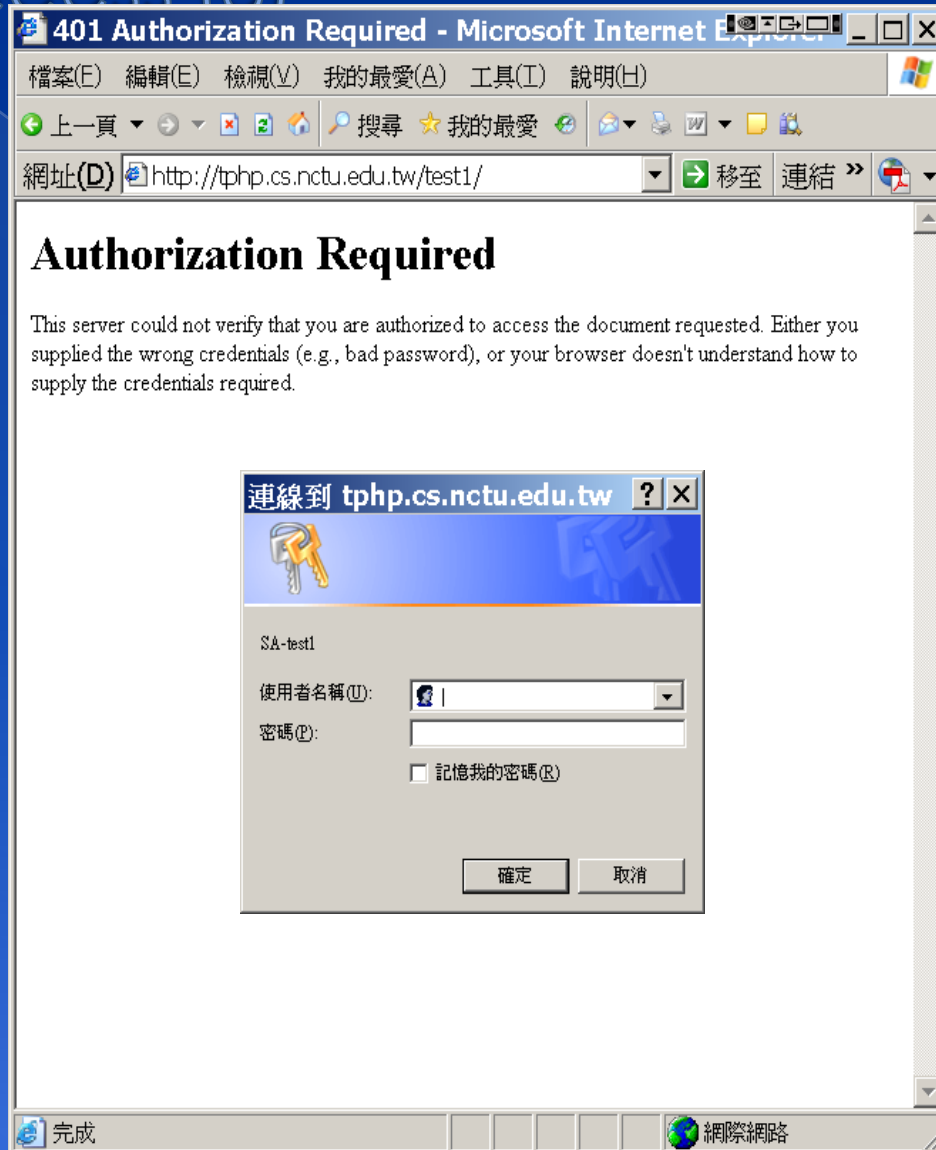 401 Authorization Required - Microsoft Internet Explorer
檔案(F) 編輯(E) 檢視(V) 我的最愛(A) 工具(T) 說明(H)
上一頁 搜尋 我的最愛
網址(D) http://tphp.cs.nctu.edu.tw/test1/ 移至 連結 »
Authorization Required
This server could not verify that you are authorized to access the document requested. Either you
supplied the wrong credentials (e.g., bad password), or your browser doesn't understand how to
supply the credentials required.
連線到 tphp.cs.nctu.edu.tw
SA-test1
使用者名稱(U):
密碼(P):
記憶我的密碼(R)
確定 取消
完成 網際網路